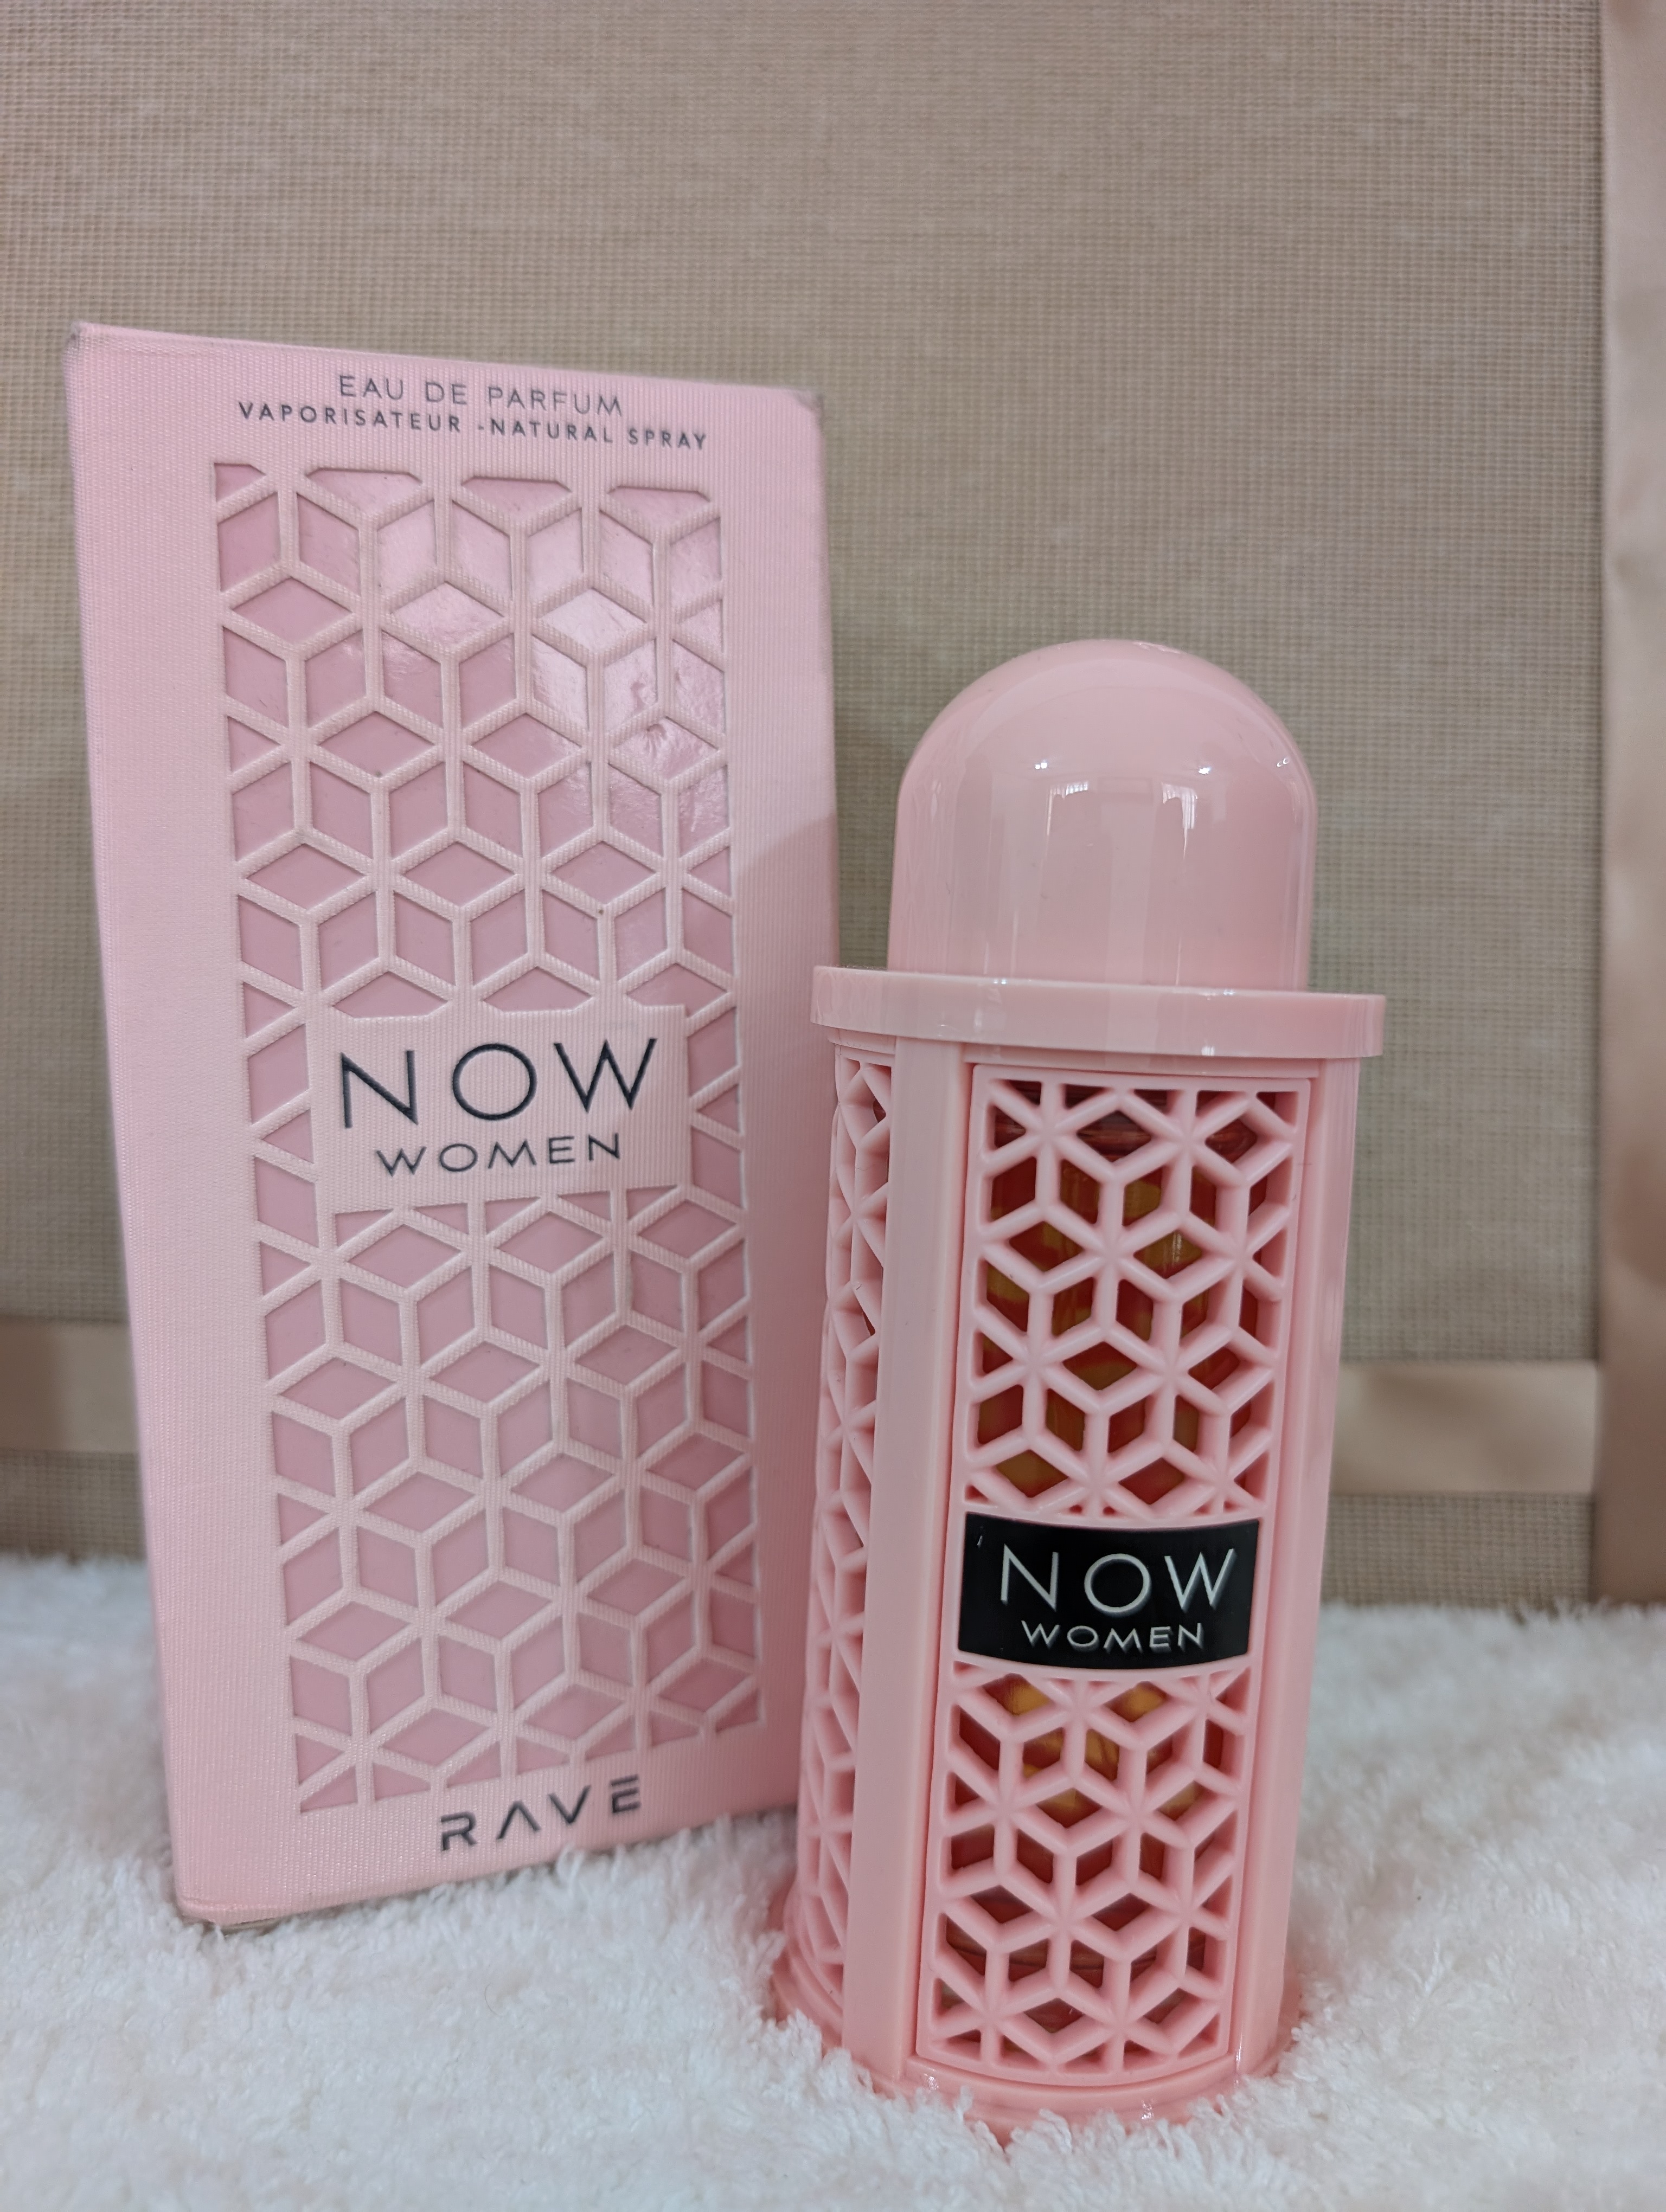 EAU DE PARFUM
VAPORISATEUR -NATURAL SPRAY
NOW
WOMEN
RAVE
NOW
WOMEN